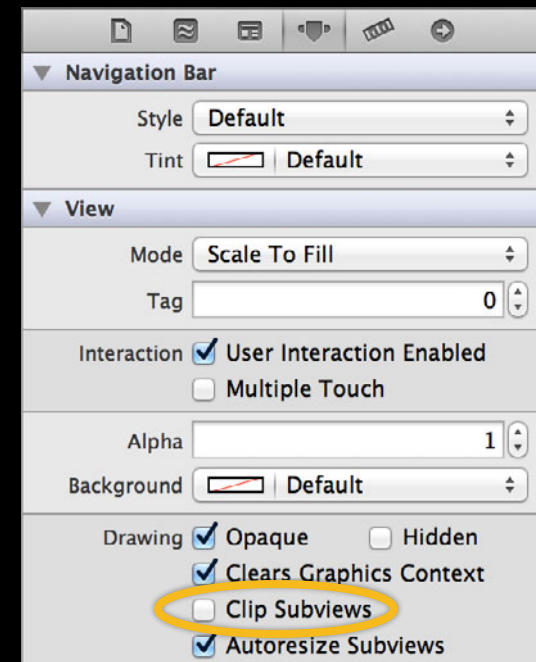 Navigation Bar
Style Default
Tint Default
View
Mode Scale To Fill
Tag 0
Interaction User Interaction Enabled
Multiple Touch
Alpha 1
Background Default
Drawing Opaque Hidden
Clears Graphics Context
Clip Subviews
Autoresize Subviews